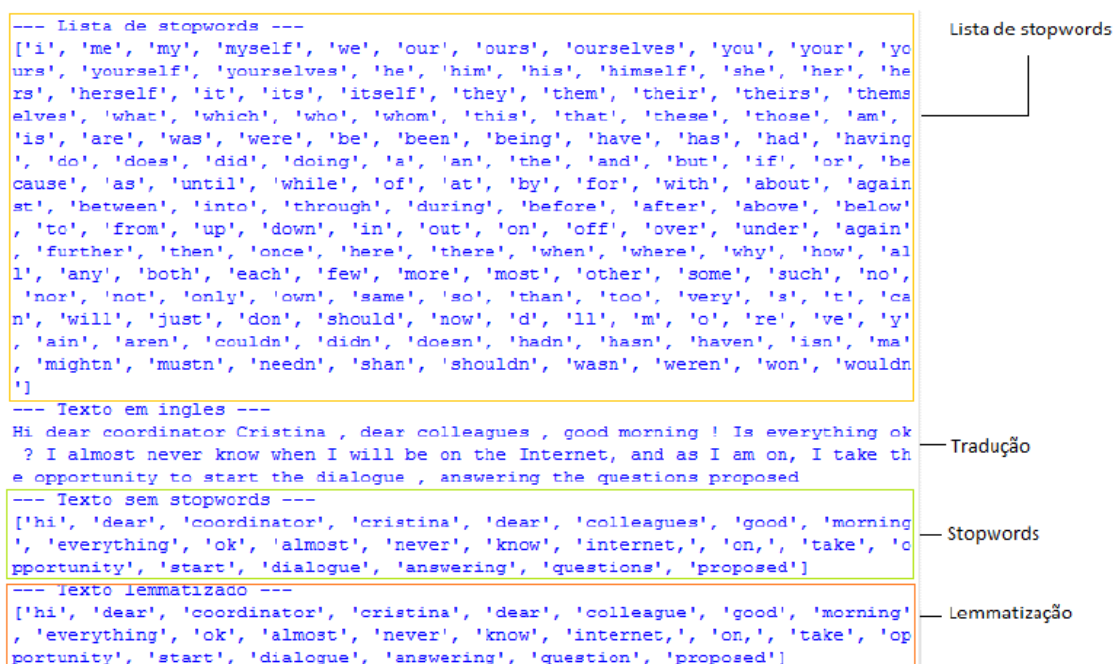 --- Lista de stopwords ---
['i', 'me', 'my', 'myself', 'we', 'our', 'ours', 'ourselves', 'you', 'your', 'yo
urs', 'yourself', 'yourselves', 'he', 'him', 'his', 'himself', 'she', 'her', 'he
rs', 'herself', 'it', 'its', 'itself', 'they', 'them', 'their', 'theirs', 'thems
elves', 'what', 'which', 'who', 'whom', 'this', 'that', 'these', 'those', 'am',
'is', 'are', 'was', 'were', 'be', 'been', 'being', 'have', 'has', 'had', 'having
', 'do', 'does', 'did', 'doing', 'a', 'an', 'the', 'and', 'but', 'if', 'or', 'be
cause', 'as', 'until', 'while', 'of', 'at', 'by', 'for', 'with', 'about', 'again
st', 'between', 'into', 'through', 'during', 'before', 'after', 'above', 'below'
, 'to', 'from', 'up', 'down', 'in', 'out', 'on', 'off', 'over', 'under', 'again'
, 'further', 'then', 'once', 'here', 'there', 'when', 'where', 'why', 'how', 'al
l', 'any', 'both', 'each', 'few', 'more', 'most', 'other', 'some', 'such', 'no',
'nor', 'not', 'only', 'own', 'same', 'so', 'than', 'too', 'very', 's', 't', 'ca
n', 'will', 'just', 'don', 'should', 'now', 'd', 'll', 'm', 'o', 're', 've', 'y'
, 'ain', 'aren', 'couldn', 'didn', 'doesn', 'hadn', 'hasn', 'haven', 'isn', 'ma'
, 'mightn', 'mustn', 'needn', 'shan', 'shouldn', 'wasn', 'weren', 'won', 'wouldn
']
Lista de stopwords
--- Texto em ingles ---
Hi dear coordinator Cristina , dear colleagues , good morning ! Is everything ok
? I almost never know when I will be on the Internet, and as I am on, I take th
e opportunity to start the dialogue , answering the questions proposed
Tradução
--- Texto sem stopwords ---
['hi', 'dear', 'coordinator', 'cristina', 'dear', 'colleagues', 'good', 'morning
', 'everything', 'ok', 'almost', 'never', 'know', 'internet,', 'on,', 'take', 'o
pportunity', 'start', 'dialogue', 'answering', 'questions', 'proposed']
Stopwords
--- Texto lemmatizado ---
['hi', 'dear', 'coordinator', 'cristina', 'dear', 'colleague', 'good', 'morning'
, 'everything', 'ok', 'almost', 'never', 'know', 'internet,', 'on,', 'take', 'op
portunity', 'start', 'dialogue', 'answering', 'question', 'proposed']
Lemmatização